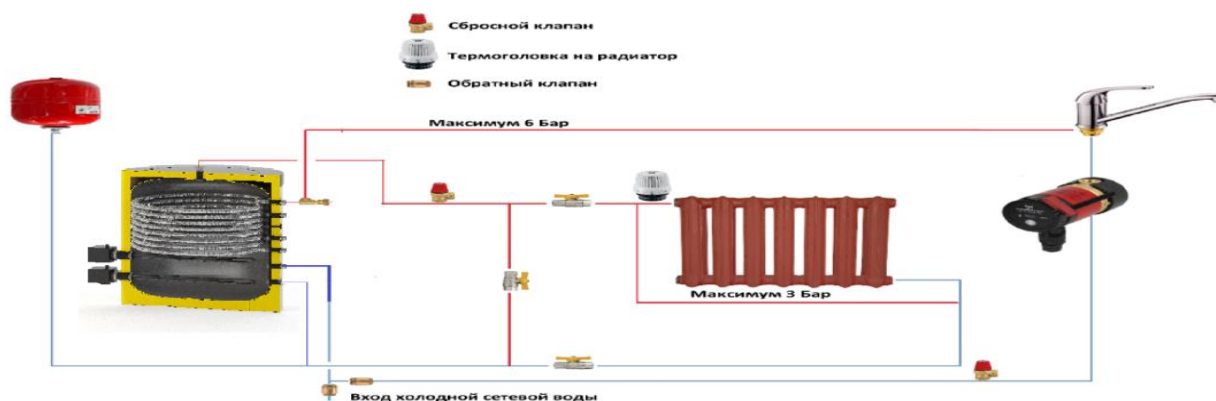 Сбросной клапан
Термоголовка на радиатор
Обратный клапан
Максимум 6 Бар
Максимум 3 Бар
Вход холодной сетевой воды